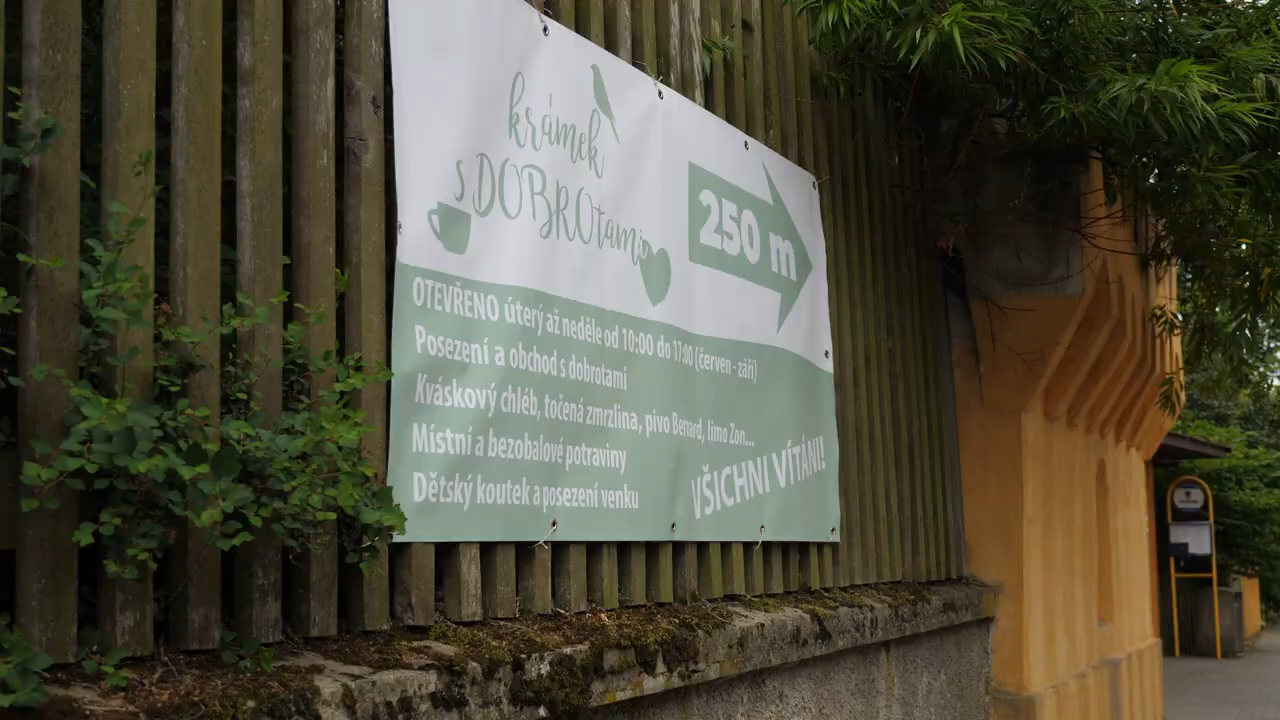 krámek
s DOBROtami
250 m
OTEVŘENO úterý až neděle od 10:00 do 17:00 (červen - září)
Posezení a obchod s dobrotami
Kváskový chléb, točená zmrzlina, pivo Bernard, limo Zon...
Místní a bezobalové potraviny
Dětský koutek a posezení venku
VŠICHNI VÍTÁNI!